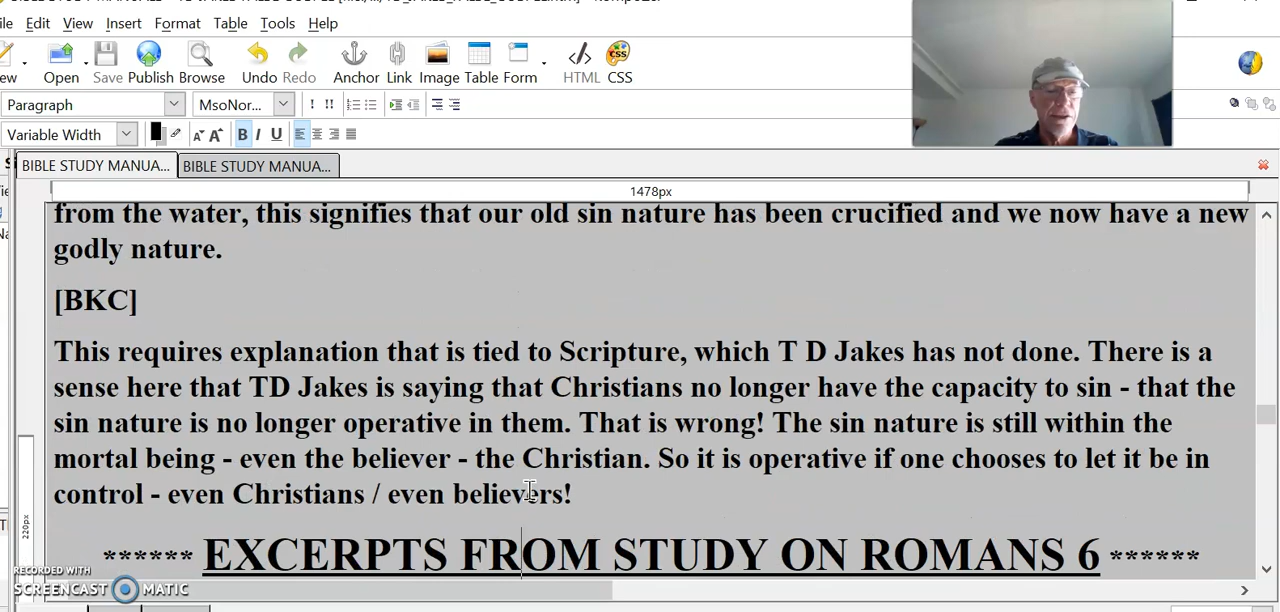 Edit View Insert Format Table Tools Help
Open Save Publish Browse Undo Redo Anchor Link Image Table Form HTML CSS
Paragraph MsoNor... ! !!
Variable Width A A B I U
BIBLE STUDY MANUA... BIBLE STUDY MANUA...
1478px
from the water, this signifies that our old sin nature has been crucified and we now have a new
godly nature.
[BKC]
This requires explanation that is tied to Scripture, which T D Jakes has not done. There is a
sense here that TD Jakes is saying that Christians no longer have the capacity to sin - that the
sin nature is no longer operative in them. That is wrong! The sin nature is still within the
mortal being - even the believer - the Christian. So it is operative if one chooses to let it be in
control - even Christians / even believers!
220px
****** EXCERPTS FROM STUDY ON ROMANS 6 ******
RECORDED WITH
SCREENCAST MATIC